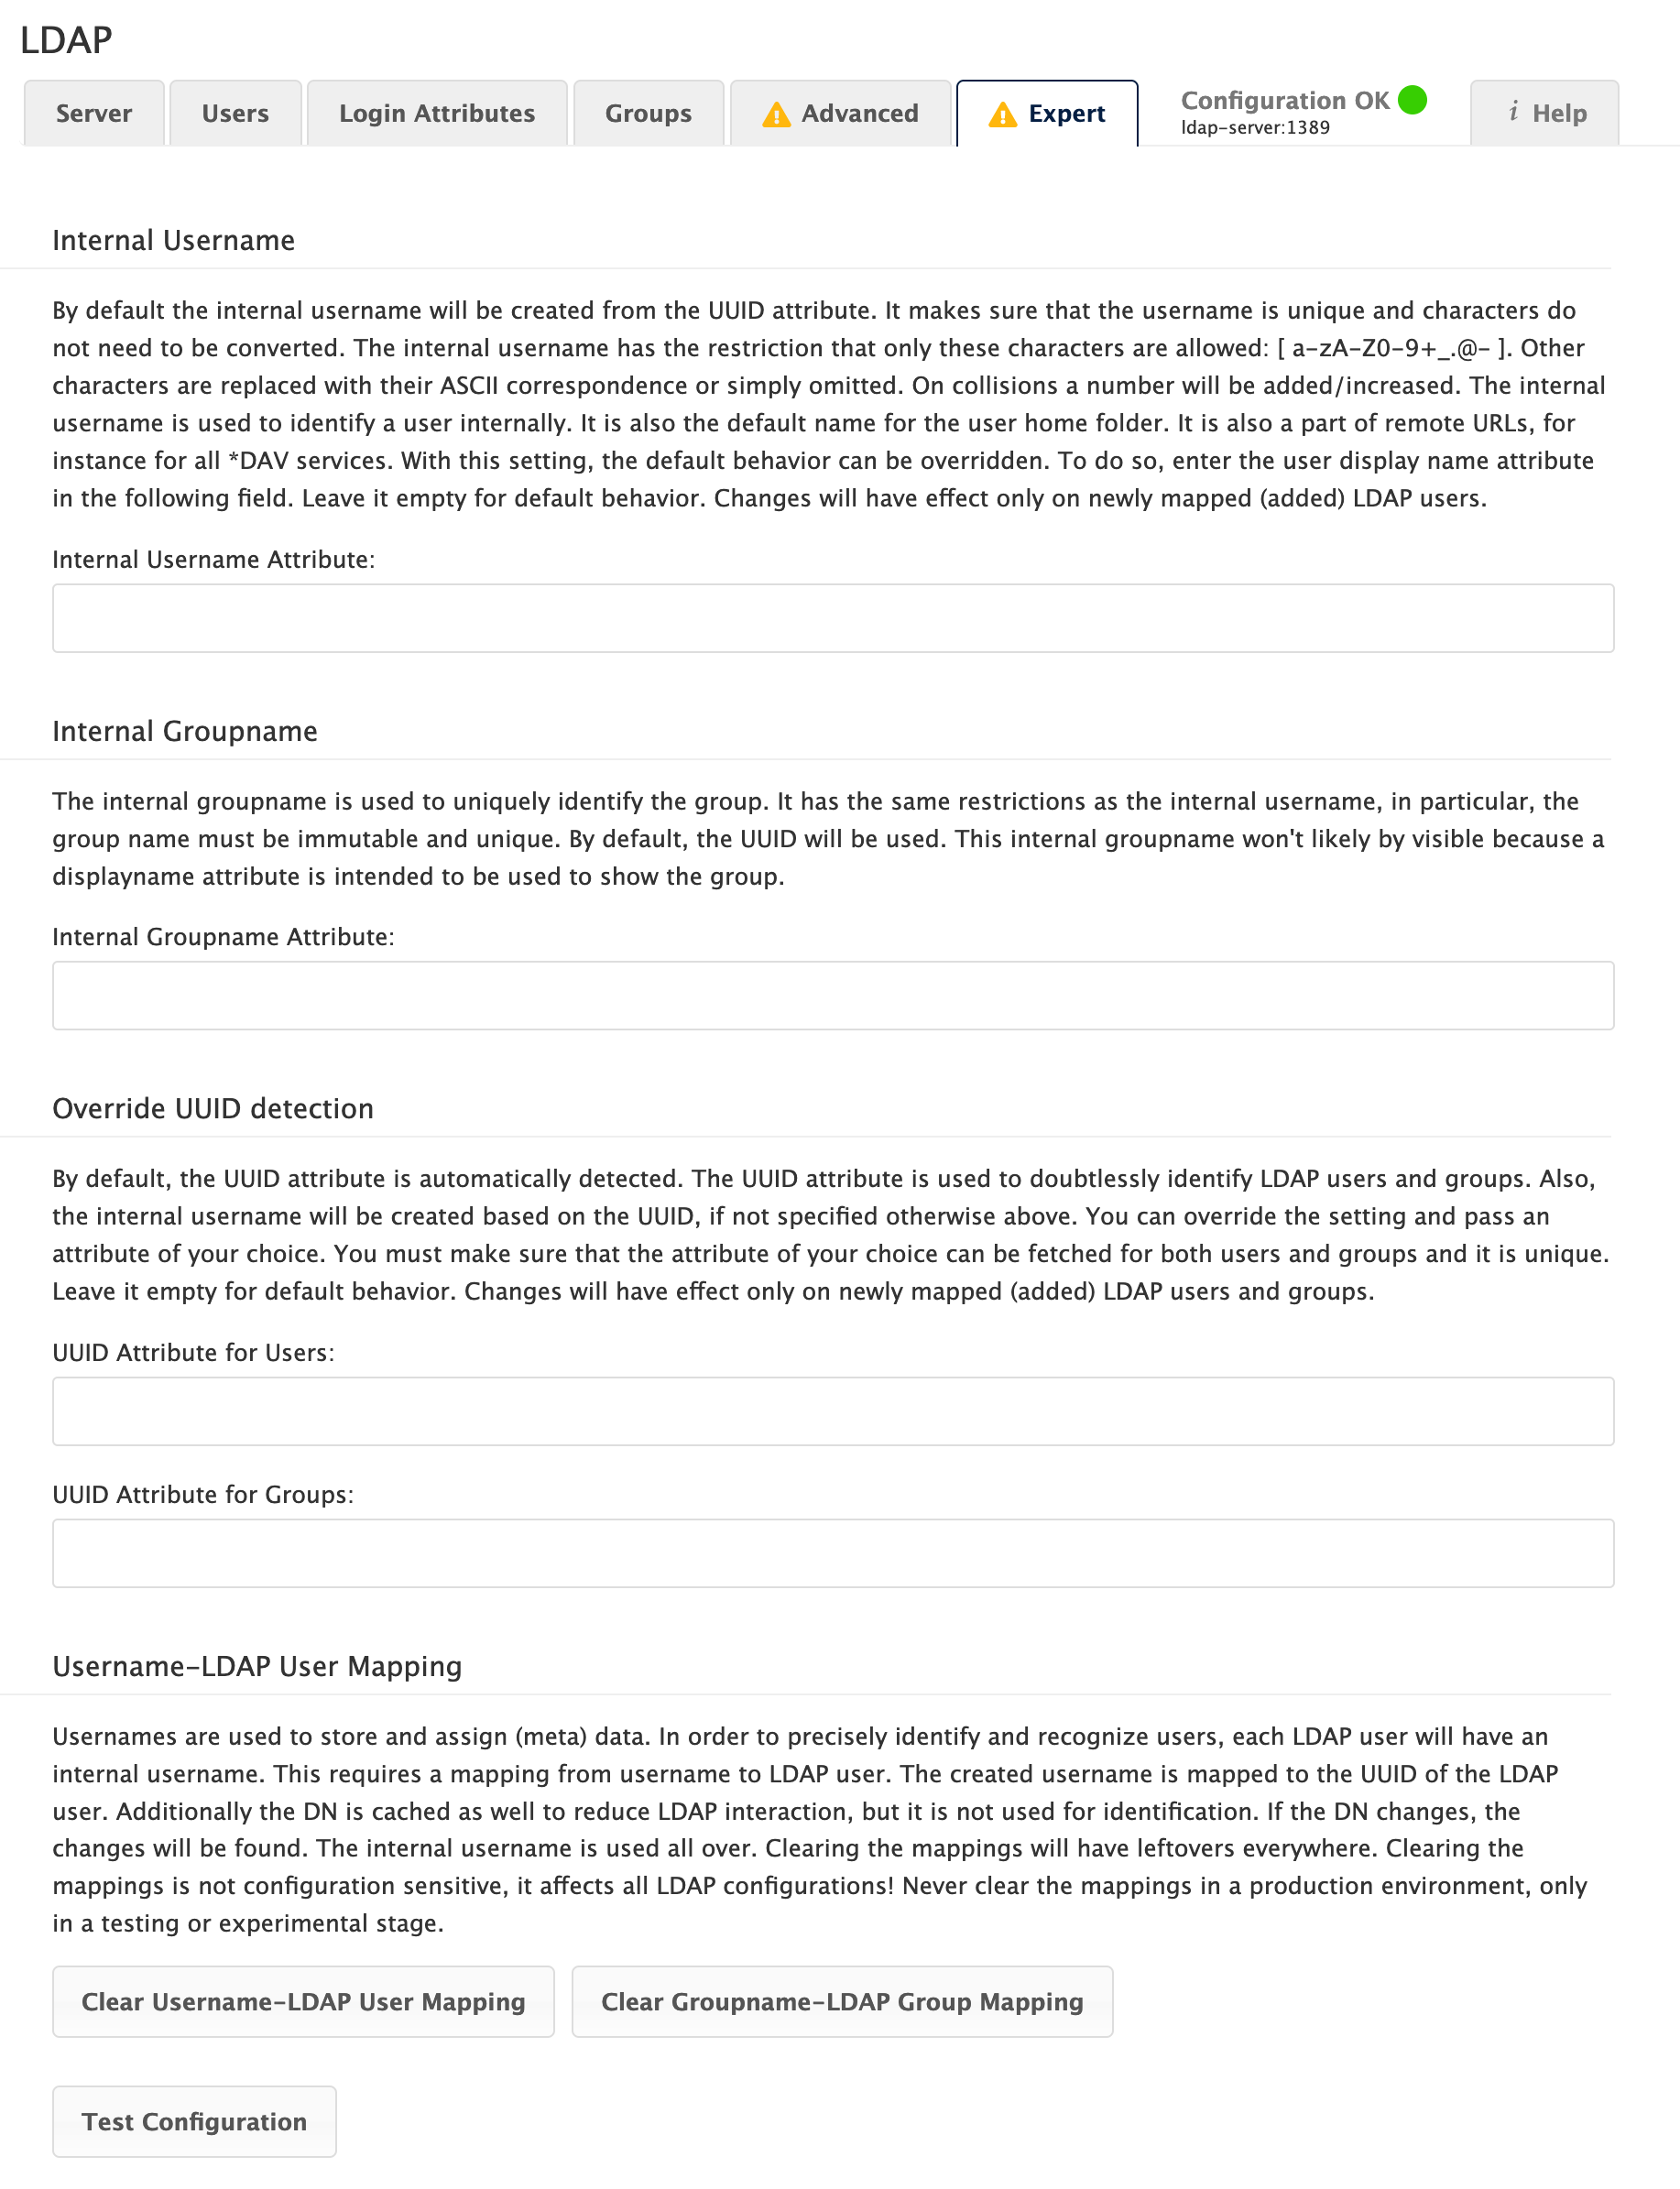 LDAP
Server
Users
Login Attributes
Groups
Advanced
Expert
Configuration OK
ldap-server:1389
i Help
Internal Username
By default the internal username will be created from the UUID attribute. It makes sure that the username is unique and characters do
not need to be converted. The internal username has the restriction that only these characters are allowed: [ a-zA-Z0-9+_.@- ]. Other
characters are replaced with their ASCII correspondence or simply omitted. On collisions a number will be added/increased. The internal
username is used to identify a user internally. It is also the default name for the user home folder. It is also a part of remote URLs, for
instance for all *DAV services. With this setting, the default behavior can be overridden. To do so, enter the user display name attribute
in the following field. Leave it empty for default behavior. Changes will have effect only on newly mapped (added) LDAP users.
Internal Username Attribute:
Internal Groupname
The internal groupname is used to uniquely identify the group. It has the same restrictions as the internal username, in particular, the
group name must be immutable and unique. By default, the UUID will be used. This internal groupname won't likely by visible because a
displayname attribute is intended to be used to show the group.
Internal Groupname Attribute:
Override UUID detection
By default, the UUID attribute is automatically detected. The UUID attribute is used to doubtlessly identify LDAP users and groups. Also,
the internal username will be created based on the UUID, if not specified otherwise above. You can override the setting and pass an
attribute of your choice. You must make sure that the attribute of your choice can be fetched for both users and groups and it is unique.
Leave it empty for default behavior. Changes will have effect only on newly mapped (added) LDAP users and groups.
UUID Attribute for Users:
UUID Attribute for Groups:
Username-LDAP User Mapping
Usernames are used to store and assign (meta) data. In order to precisely identify and recognize users, each LDAP user will have an
internal username. This requires a mapping from username to LDAP user. The created username is mapped to the UUID of the LDAP
user. Additionally the DN is cached as well to reduce LDAP interaction, but it is not used for identification. If the DN changes, the
changes will be found. The internal username is used all over. Clearing the mappings will have leftovers everywhere. Clearing the
mappings is not configuration sensitive, it affects all LDAP configurations! Never clear the mappings in a production environment, only
in a testing or experimental stage.
Clear Username-LDAP User Mapping
Clear Groupname-LDAP Group Mapping
Test Configuration